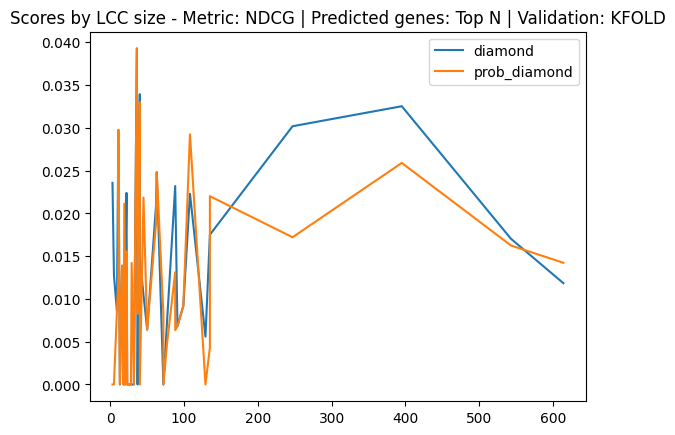 Scores by LCC size - Metric: NDCG | Predicted genes: Top N | Validation: KFOLD
diamond
prob_diamond
0.040
0.035
0.030
0.025
0.020
0.015
0.010
0.005
0.000
0 100 200 300 400 500 600